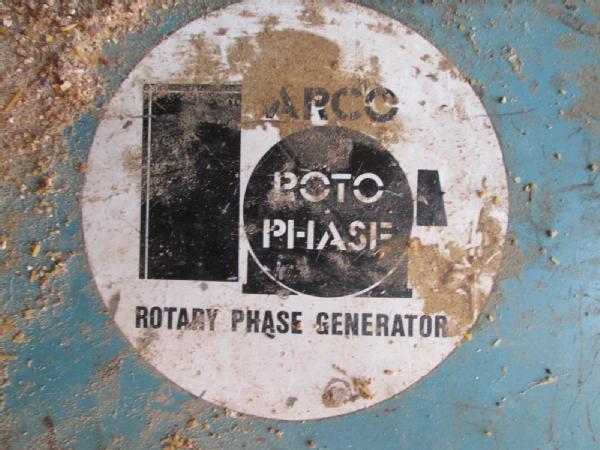 ARCO
ROTO
PHASE
ROTARY PHASE GENERATOR